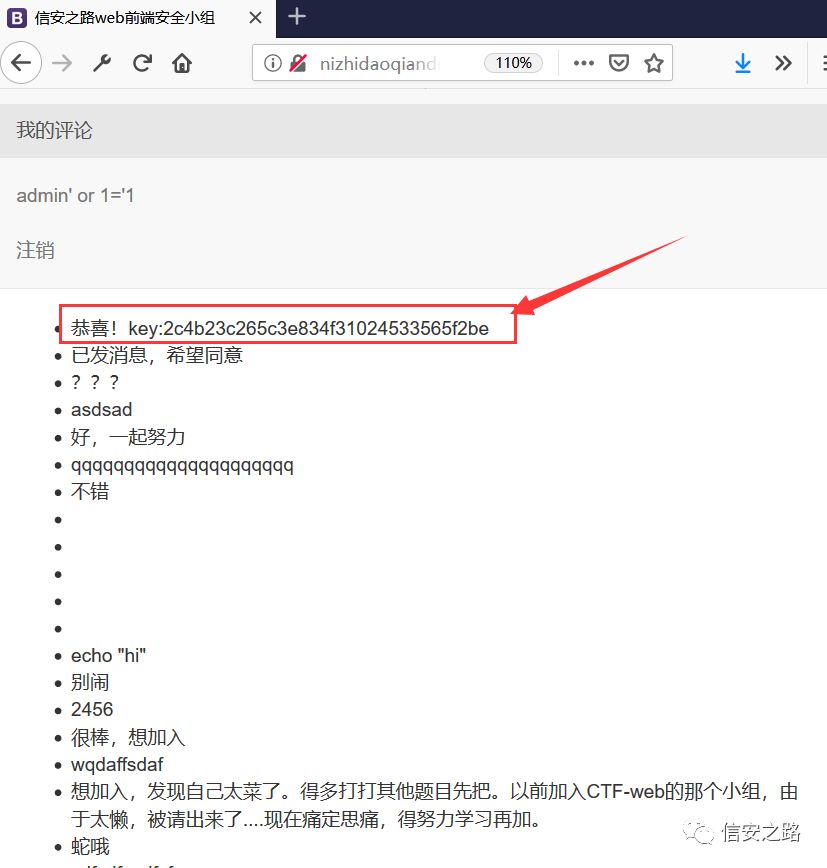 信安之路web前端安全小组
nizhidaoqiand
110%
我的评论
admin' or 1='1
注销
恭喜！key:2c4b23c265c3e834f31024533565f2be
已发消息，希望同意
？？？
asdsad
好，一起努力
qqqqqqqqqqqqqqqqqqqqq
不错
echo "hi"
别闹
2456
很棒，想加入
wqdaffsdaf
想加入，发现自己太菜了。得多打打其他题目先把。以前加入CTF-web的那个小组，由
于太懒，被请出来了....现在痛定思痛，得努力学习再加。
蛇哦
信安之路